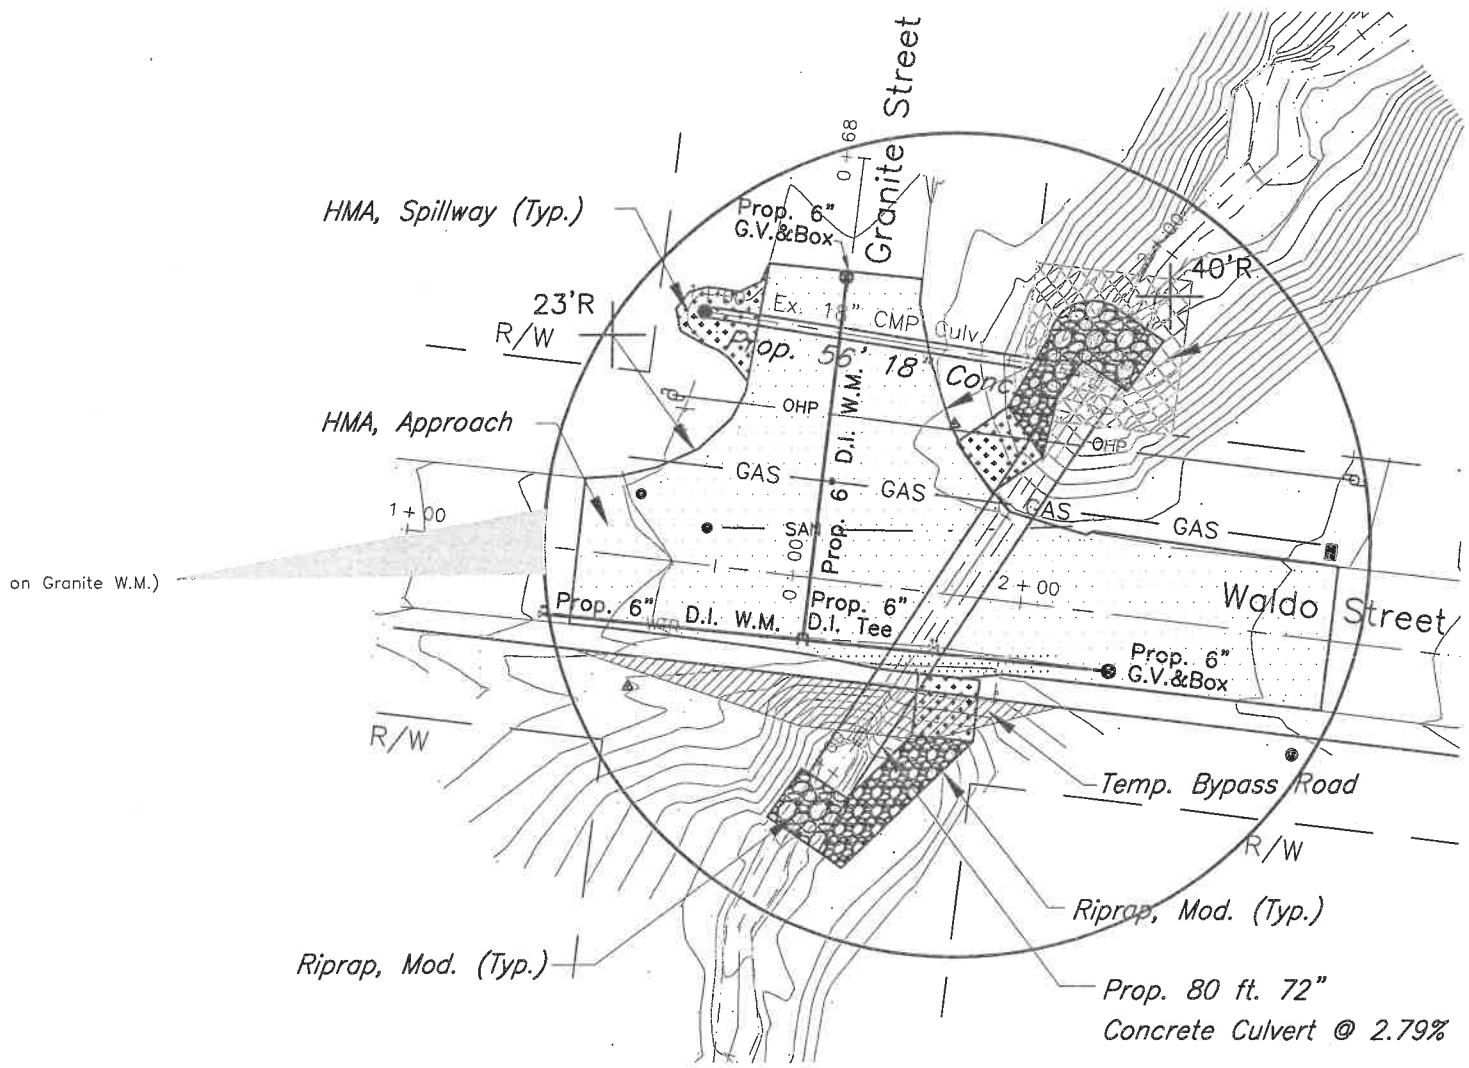 Granite Street
0+68
HMA, Spillway (Typ.)
Prop. 6"
G.V.&Box
40'R
23'R
R/W
Ex. 18" CMP Culv.
Prop. 56' 18" Conc
OHP
OHP
HMA, Approach
GAS
GAS
GAS
GAS
1+00
SAN
Prop. 6" D.I. W.M.
0+00
2+00
on Granite W.M.)
Prop. 6" D.I. W.M.
WTR
Prop. 6"
D.I. Tee
Waldo Street
Prop. 6"
G.V.&Box
R/W
Temp. Bypass Road
R/W
Riprap, Mod. (Typ.)
Riprap, Mod. (Typ.)
Prop. 80 ft. 72"
Concrete Culvert @ 2.79%